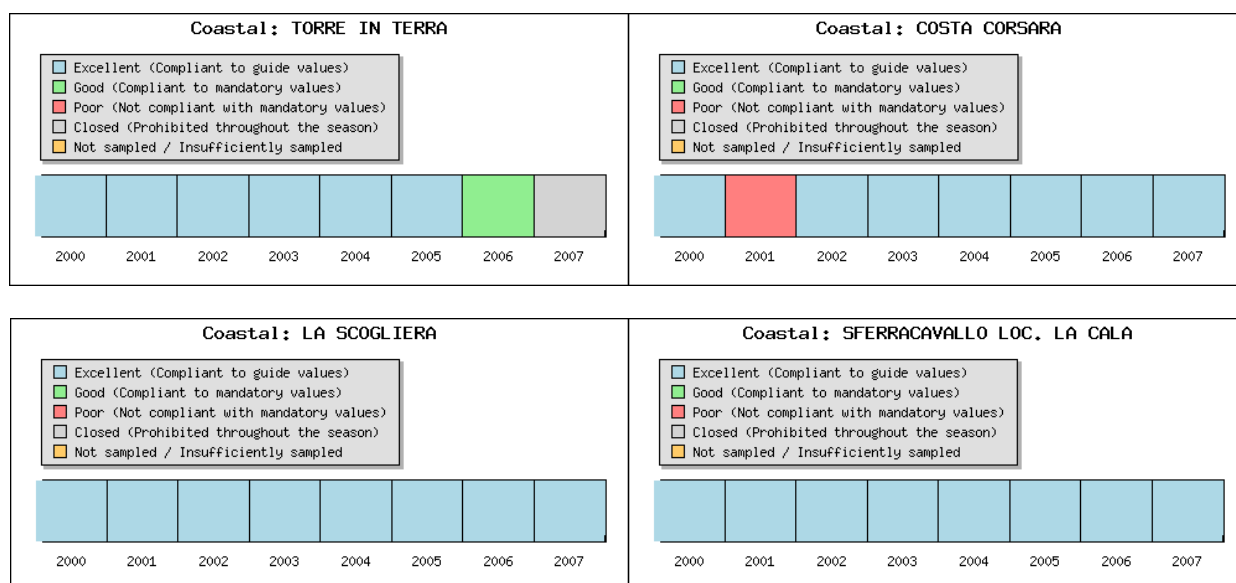 Coastal: TORRE IN TERRA
Excellent (Compliant to guide values)
Good (Compliant to mandatory values)
Poor (Not compliant with mandatory values)
Closed (Prohibited throughout the season)
Not sampled / Insufficiently sampled
2000 2001 2002 2003 2004 2005 2006 2007
Coastal: COSTA CORSARA
Excellent (Compliant to guide values)
Good (Compliant to mandatory values)
Poor (Not compliant with mandatory values)
Closed (Prohibited throughout the season)
Not sampled / Insufficiently sampled
2000 2001 2002 2003 2004 2005 2006 2007
Coastal: LA SCOGLIERA
Excellent (Compliant to guide values)
Good (Compliant to mandatory values)
Poor (Not compliant with mandatory values)
Closed (Prohibited throughout the season)
Not sampled / Insufficiently sampled
2000 2001 2002 2003 2004 2005 2006 2007
Coastal: SFERRACAVALLO LOC. LA CALA
Excellent (Compliant to guide values)
Good (Compliant to mandatory values)
Poor (Not compliant with mandatory values)
Closed (Prohibited throughout the season)
Not sampled / Insufficiently sampled
2000 2001 2002 2003 2004 2005 2006 2007